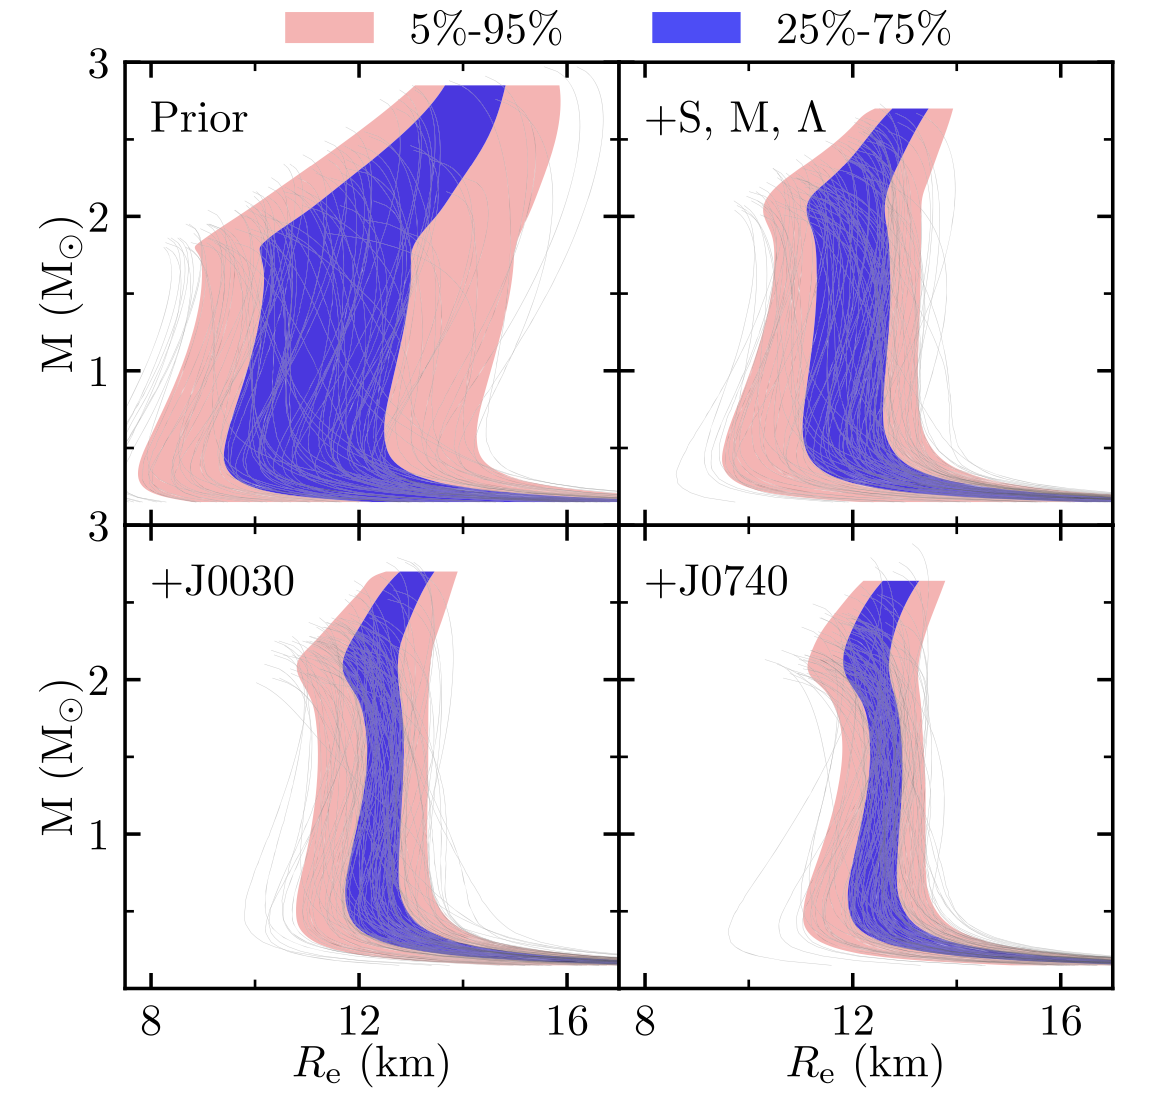 5%-95% 25%-75%
3
Prior +S, M, Λ
2
M (M⊙)
1
3
+J0030 +J0740
2
M (M⊙)
1
8 12 16 8 12 16
Rₑ (km) Rₑ (km)